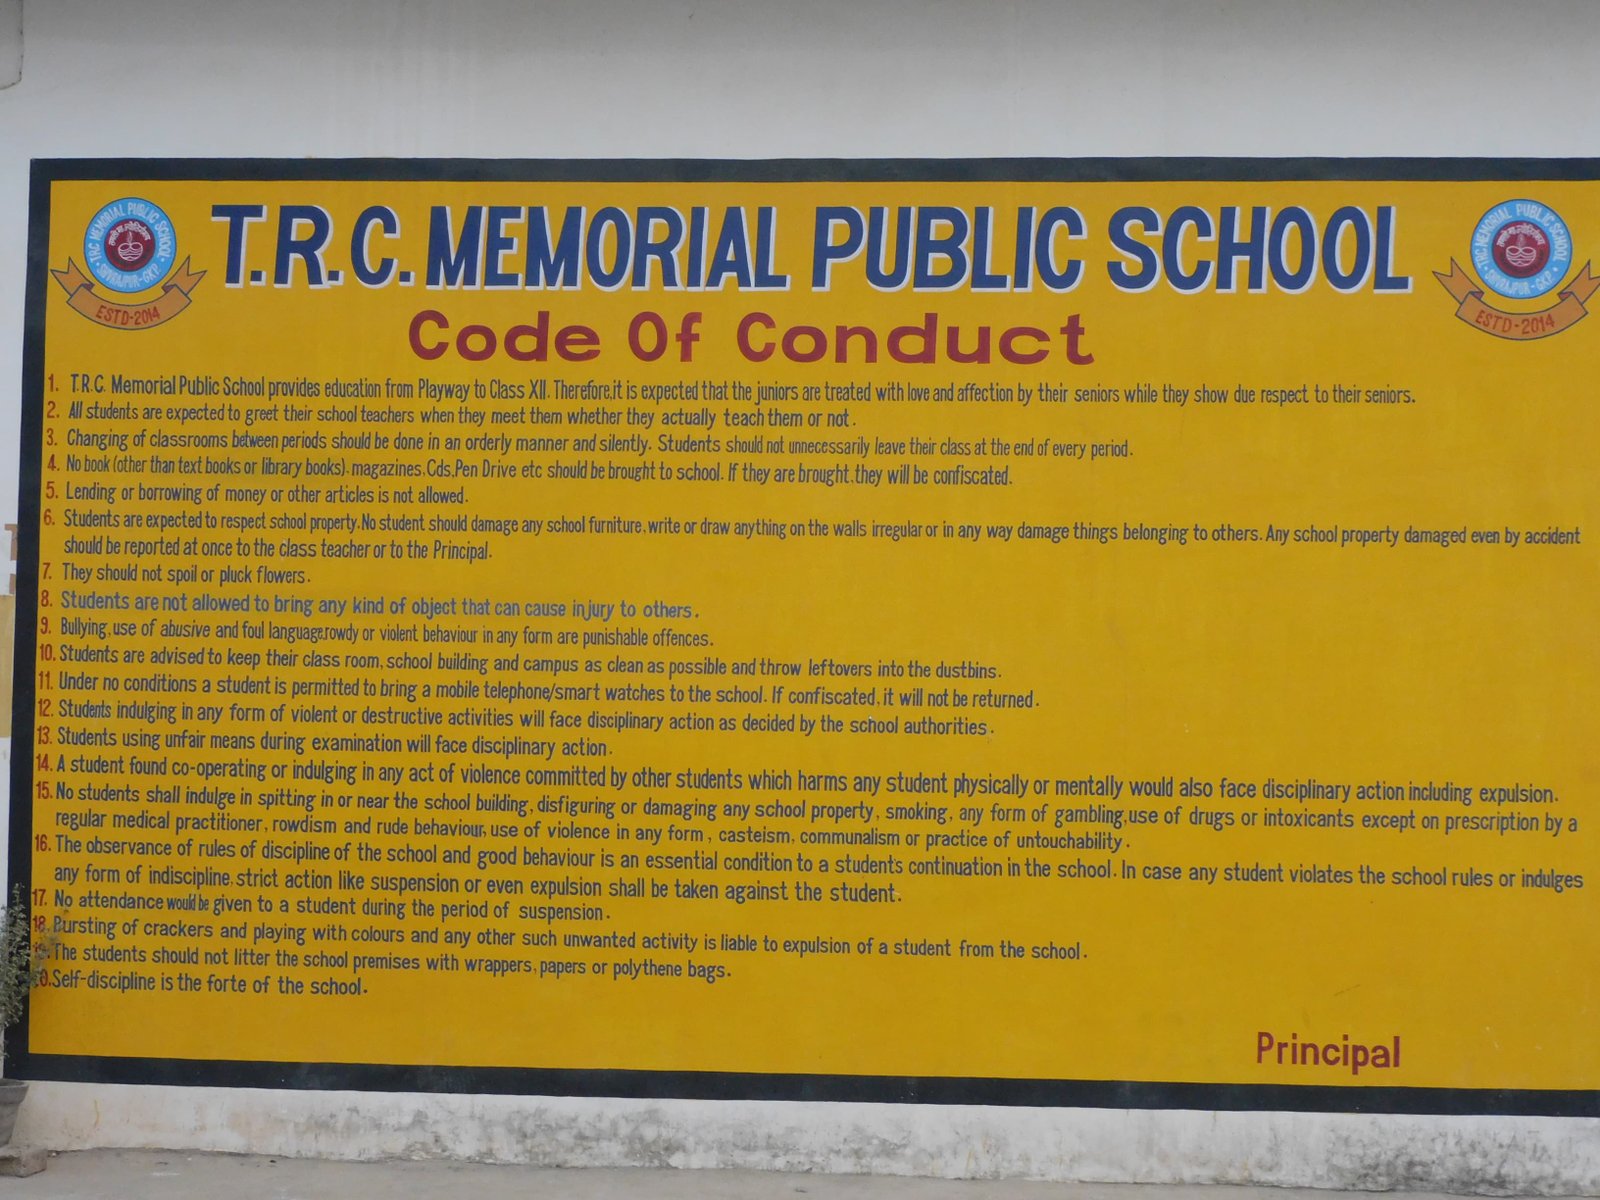 T.R.C. MEMORIAL PUBLIC SCHOOL
Code Of Conduct
T.R.C MEMORIAL PUBLIC SCHOOL
SHIVRAJPUR-GKP.
ESTD-2014
T.R.C MEMORIAL PUBLIC SCHOOL
SHIVRAJPUR-GKP.
ESTD-2014
1. T.R.C. Memorial Public School provides education from Playway to Class XII. Therefore,it is expected that the juniors are treated with love and affection by their seniors while they show due respect to their seniors.
2. All students are expected to greet their school teachers when they meet them whether they actually teach them or not.
3. Changing of classrooms between periods should be done in an orderly manner and silently. Students should not unnecessarily leave their class at the end of every period.
4. No book (other than text books or library books). magazines,Cds,Pen Drive etc should be brought to school. If they are brought,they will be confiscated.
5. Lending or borrowing of money or other articles is not allowed.
6. Students are expected to respect school property.No student should damage any school furniture,write or draw anything on the walls irregular or in any way damage things belonging to others. Any school property damaged even by accident
should be reported at once to the class teacher or to the Principal.
7. They should not spoil or pluck flowers.
8. Students are not allowed to bring any kind of object that can cause injury to others.
9. Bullying,use of abusive and foul language,rowdy or violent behaviour in any form are punishable offences.
10. Students are advised to keep their class room, school building and campus as clean as possible and throw leftovers into the dustbins.
11. Under no conditions a student is permitted to bring a mobile telephone/smart watches to the school. If confiscated, it will not be returned.
12. Students indulging in any form of violent or destructive activities will face disciplinary action as decided by the school authorities.
13. Students using unfair means during examination will face disciplinary action.
14. A student found co-operating or indulging in any act of violence committed by other students which harms any student physically or mentally would also face disciplinary action including expulsion.
15. No students shall indulge in spitting in or near the school building, disfiguring or damaging any school property, smoking, any form of gambling,use of drugs or intoxicants except on prescription by a
regular medical practitioner, rowdism and rude behaviour, use of violence in any form, casteism, communalism or practice of untouchability.
16. The observance of rules of discipline of the school and good behaviour is an essential condition to a student's continuation in the school. In case any student violates the school rules or indulges
any form of indiscipline, strict action like suspension or even expulsion shall be taken against the student.
17. No attendance would be given to a student during the period of suspension.
18. Bursting of crackers and playing with colours and any other such unwanted activity is liable to expulsion of a student from the school.
19. The students should not litter the school premises with wrappers, papers or polythene bags.
20. Self-discipline is the forte of the school.
Principal